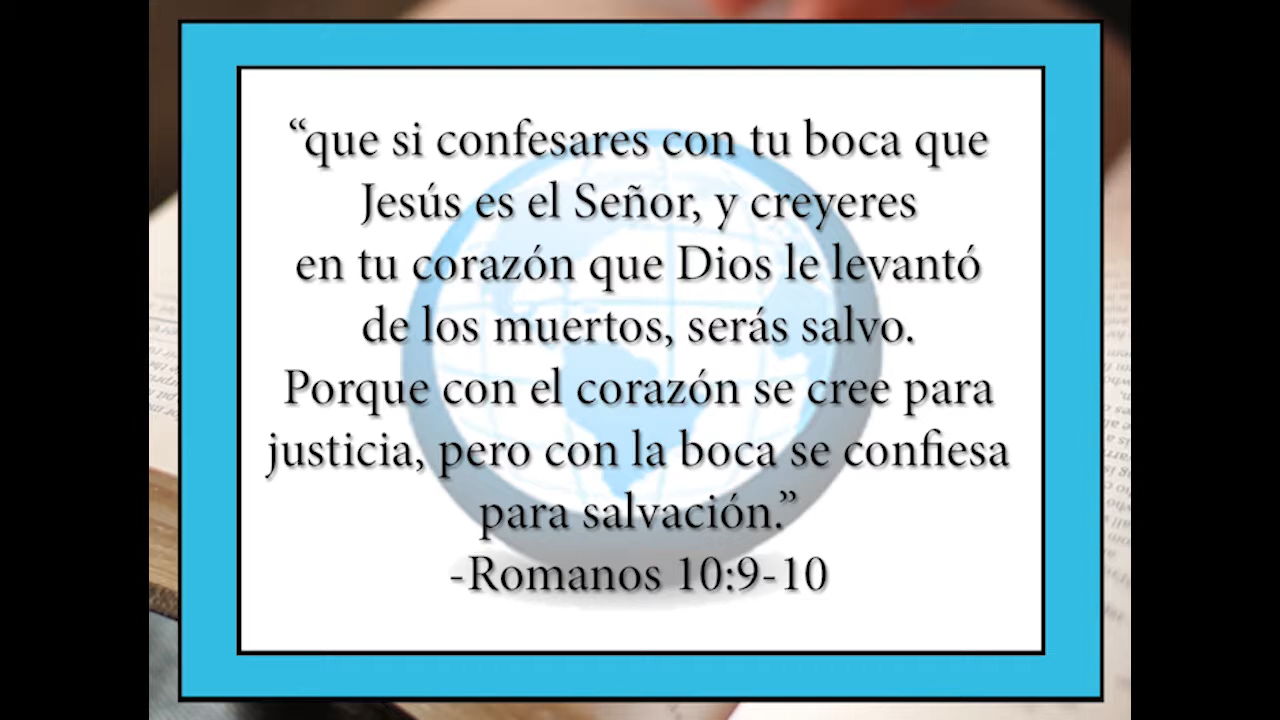 “que si confesares con tu boca que
Jesús es el Señor, y creyeres
en tu corazón que Dios le levantó
de los muertos, serás salvo.
Porque con el corazón se cree para
justicia, pero con la boca se confiesa
para salvación.”
-Romanos 10:9-10